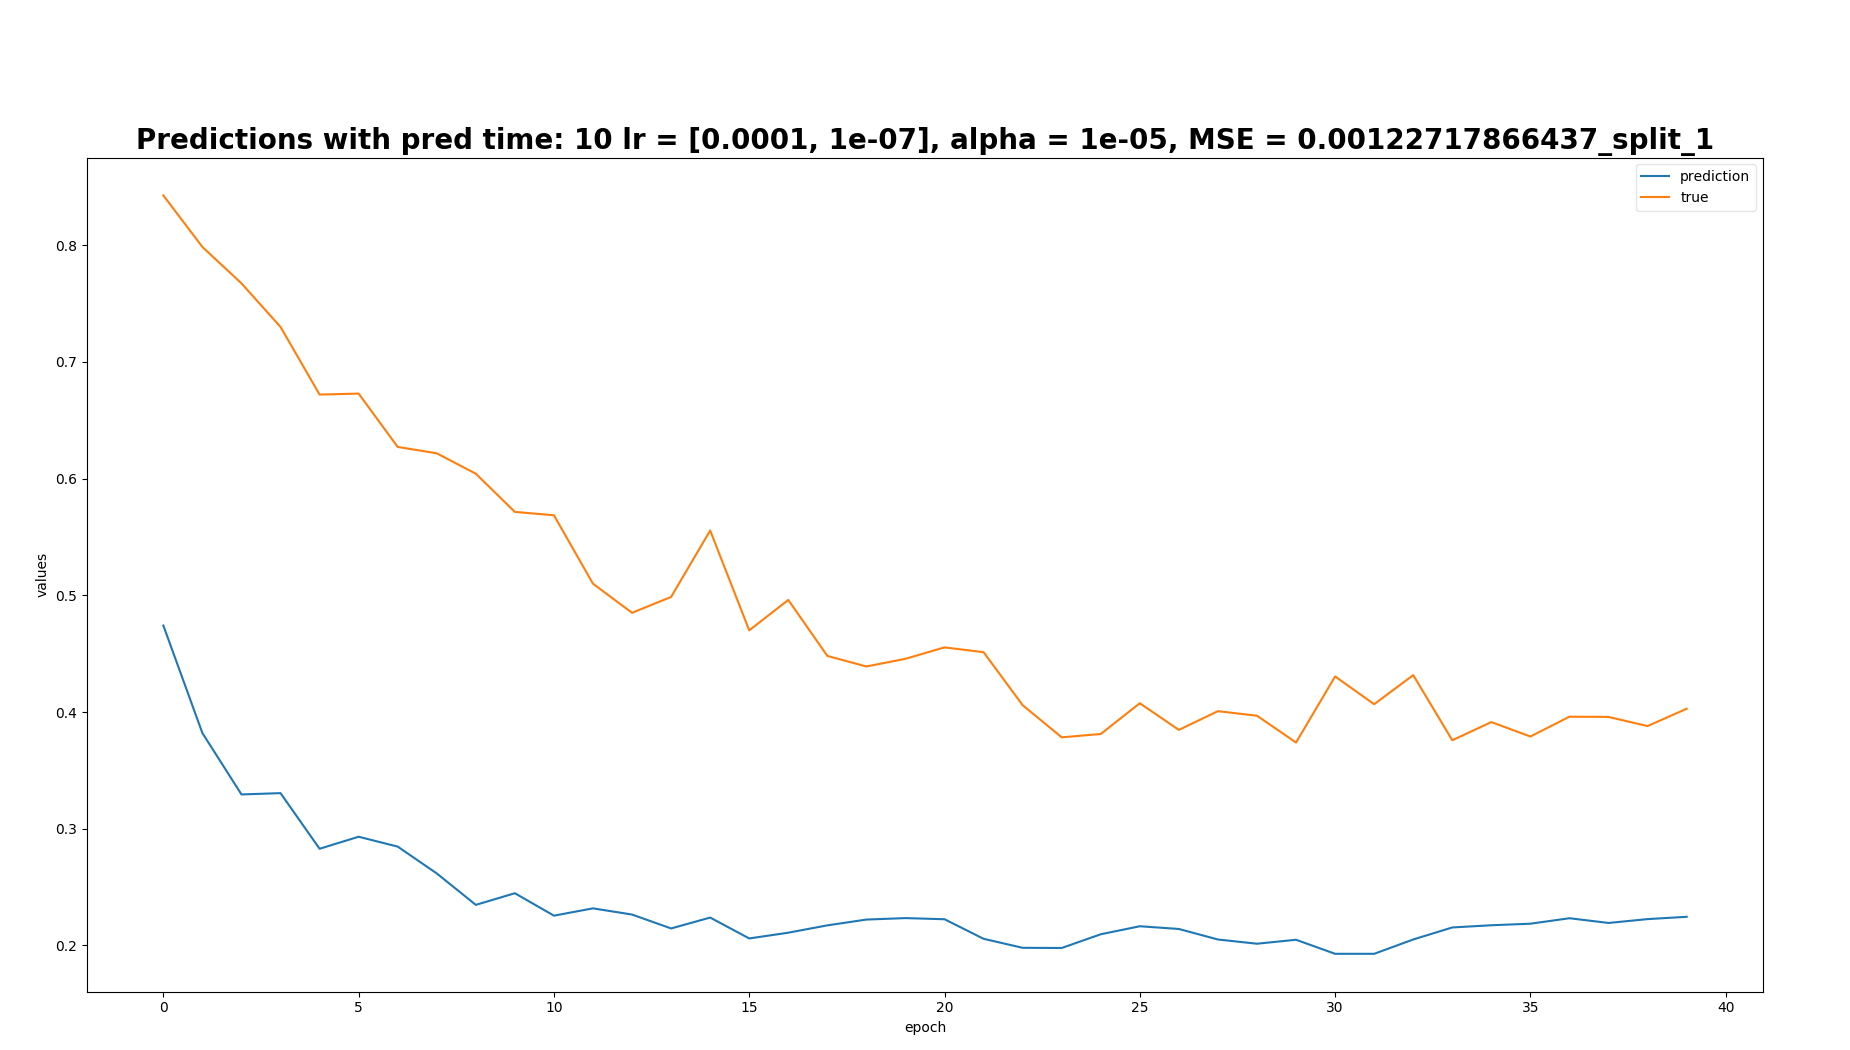 Predictions with pred time: 10 lr = [0.0001, 1e-07], alpha = 1e-05, MSE = 0.00122717866437_split_1
prediction
true
0.8
0.7
0.6
0.5
0.4
0.3
0.2
values
0 5 10 15 20 25 30 35 40
epoch